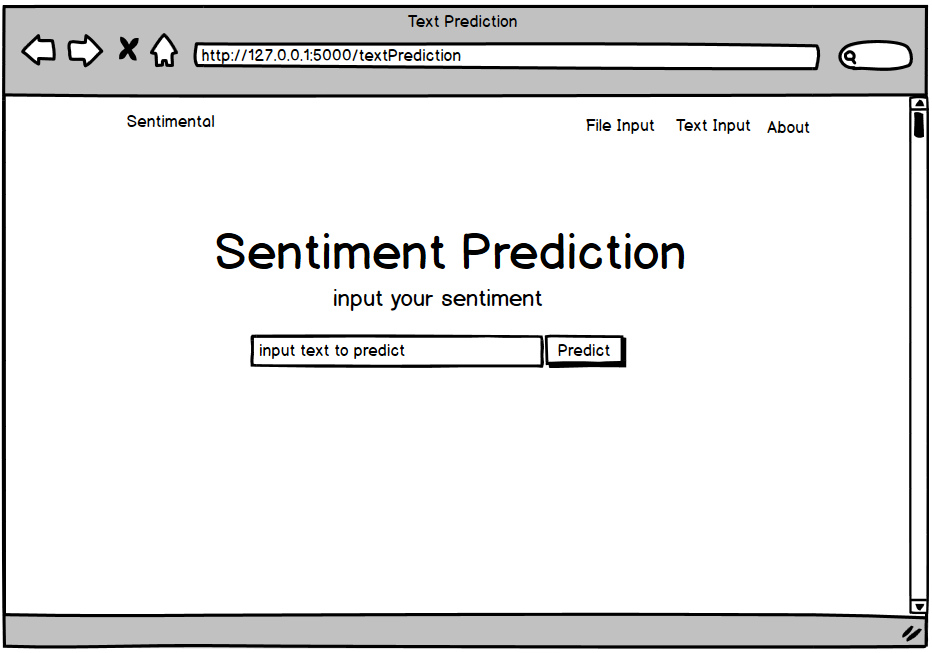 Text Prediction
http://127.0.0.1:5000/textPrediction
Sentimental
File Input
Text Input
About
Sentiment Prediction
input your sentiment
input text to predict
Predict